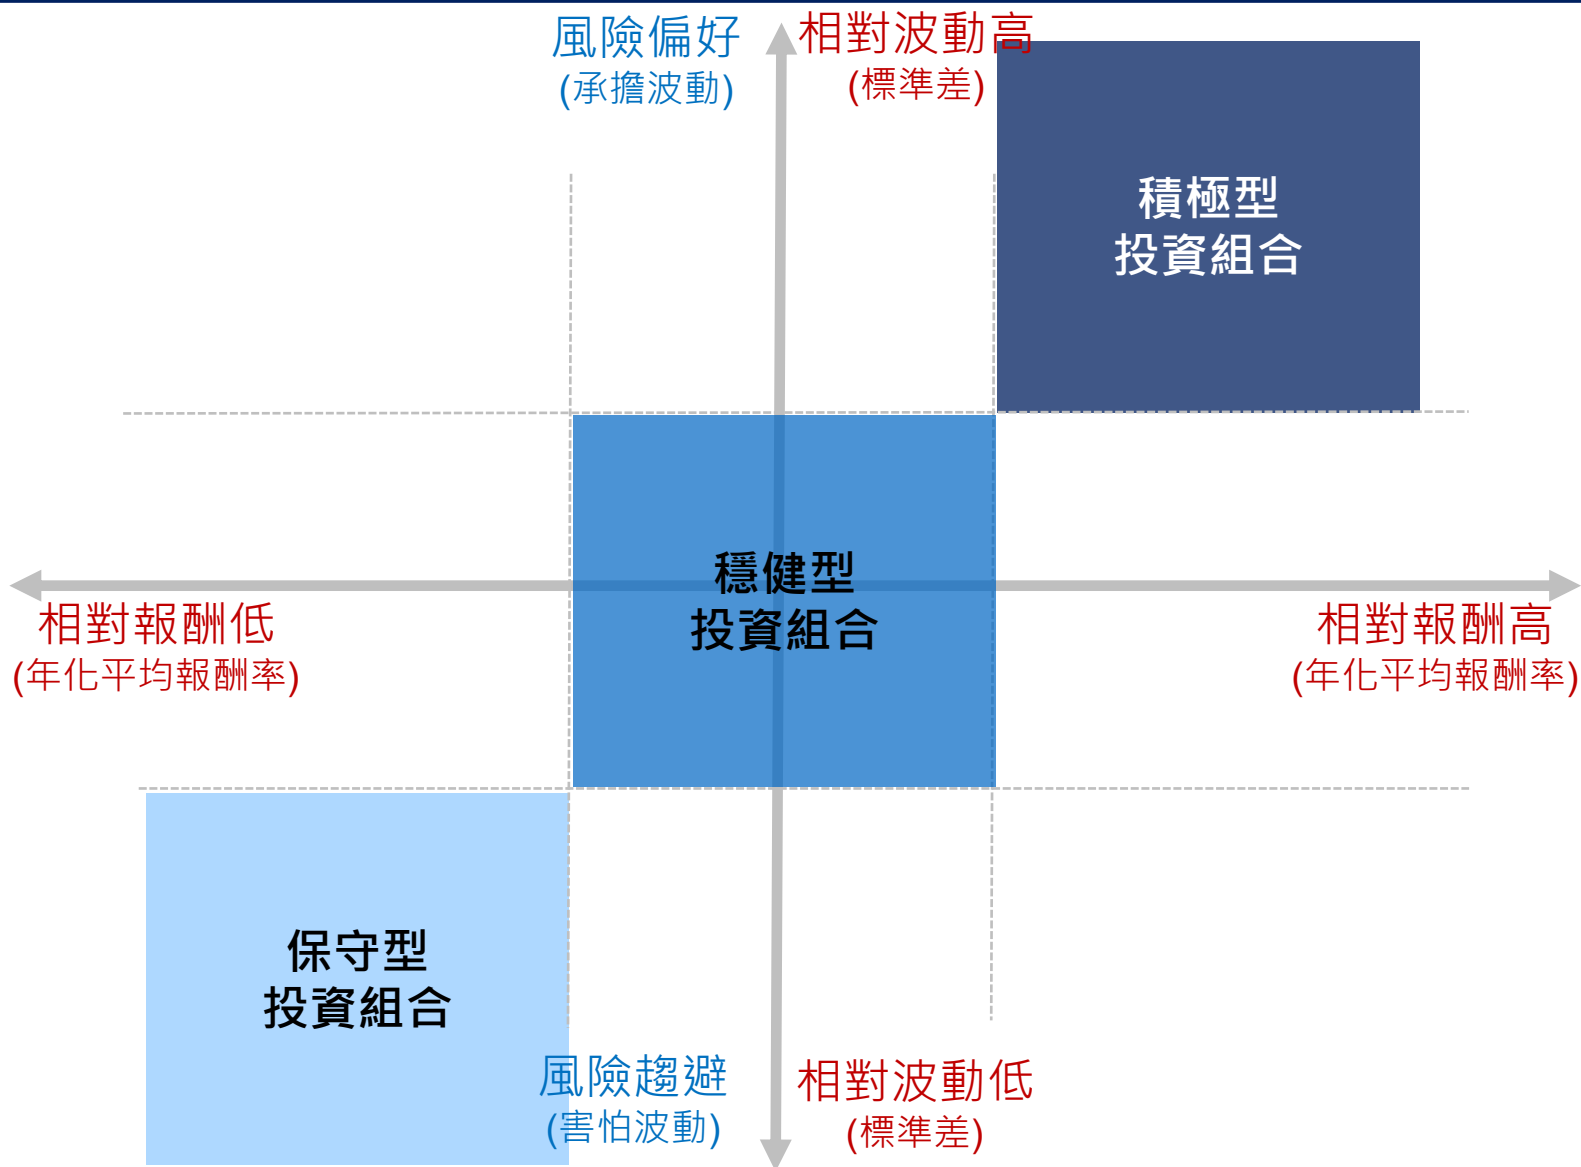 風險偏好
(承擔波動)
相對波動高
(標準差)
積極型
投資組合
穩健型
投資組合
相對報酬低
(年化平均報酬率)
相對報酬高
(年化平均報酬率)
保守型
投資組合
風險趨避
(害怕波動)
相對波動低
(標準差)